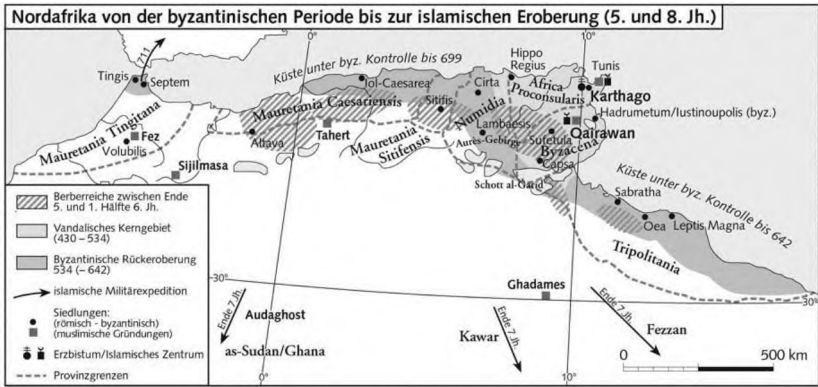 Nordafrika von der byzantinischen Periode bis zur islamischen Eroberung (5. und 8. Jh.)
0°
10°
711
Tingis
Septem
Küste unter byz. Kontrolle bis 699
Iol-Caesarea
Hippo
Regius
Cirta
Tunis
Africa
Proconsularis
Karthago
Hadrumetum/Iustinoupolis (byz.)
Mauretania Tingitana
Fez
Volubilis
Sijilmasa
Mauretania Caesariensis
Altava
Tahert
Sitifis
Mauretania
Sitifensis
Numidia
Lambaesis
Aures-Gebirge
Sufetula
Qairawan
Byzacena
Capsa
Schott al-Garid
Küste unter byz. Kontrolle bis 642
Sabratha
Oea
Leptis Magna
Tripolitania
Berberreiche zwischen Ende
5. und 1. Hälfte 6. Jh.
Vandalisches Kerngebiet
(430 – 534)
Byzantinische Rückeroberung
534 (– 642)
islamische Militärexpedition
Siedlungen:
(römisch - byzantinisch)
(muslimische Gründungen)
Erzbistum/Islamisches Zentrum
Provinzgrenzen
30°
30°
Ende 7. Jh.
Audaghost
as-Sudan/Ghana
Ghadames
Ende 7. Jh.
Kawar
Ende 7. Jh.
Fezzan
0°
10°
0
500 km